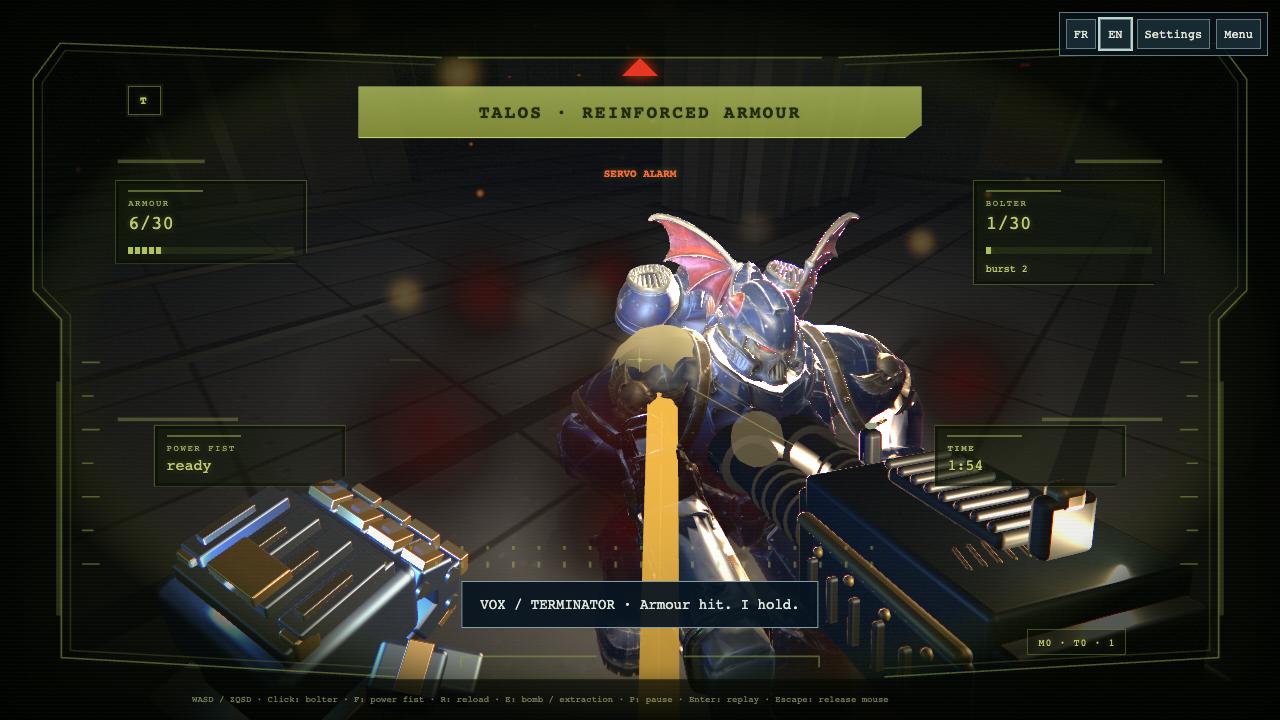 FR EN Settings Menu
T
TALOS · REINFORCED ARMOUR
SERVO ALARM
ARMOUR
6/30
BOLTER
1/30
burst 2
POWER FIST
ready
TIME
1:54
VOX / TERMINATOR · Armour hit. I hold.
M0 · T0 · 1
WASD / ZQSD · Click: bolter · F: power fist · R: reload · E: bomb / extraction · P: pause · Enter: replay · Escape: release mouse